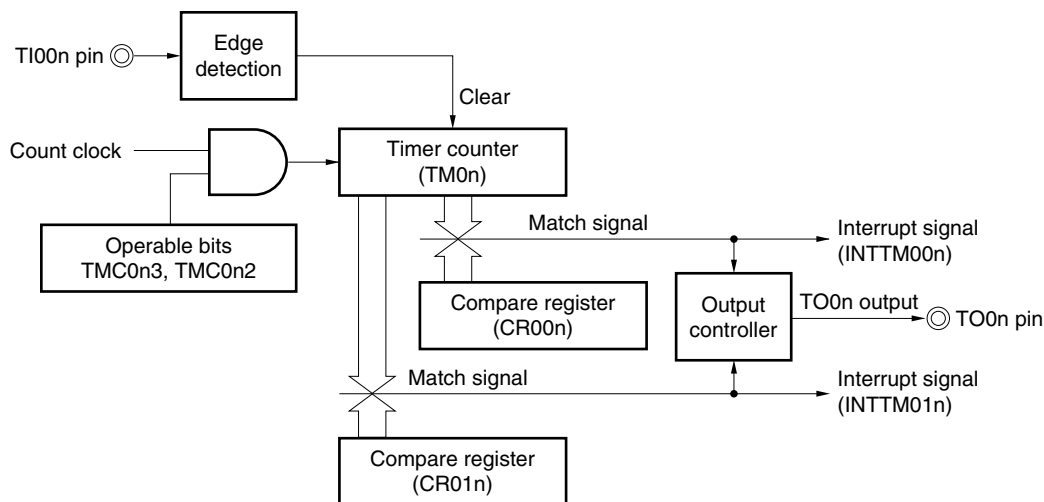 TI00n pin
Edge
detection
Clear
Count clock
Timer counter
(TM0n)
Operable bits
TMC0n3, TMC0n2
Match signal
Interrupt signal
(INTTM00n)
Compare register
(CR00n)
Output
controller
TO0n output
TO0n pin
Match signal
Interrupt signal
(INTTM01n)
Compare register
(CR01n)